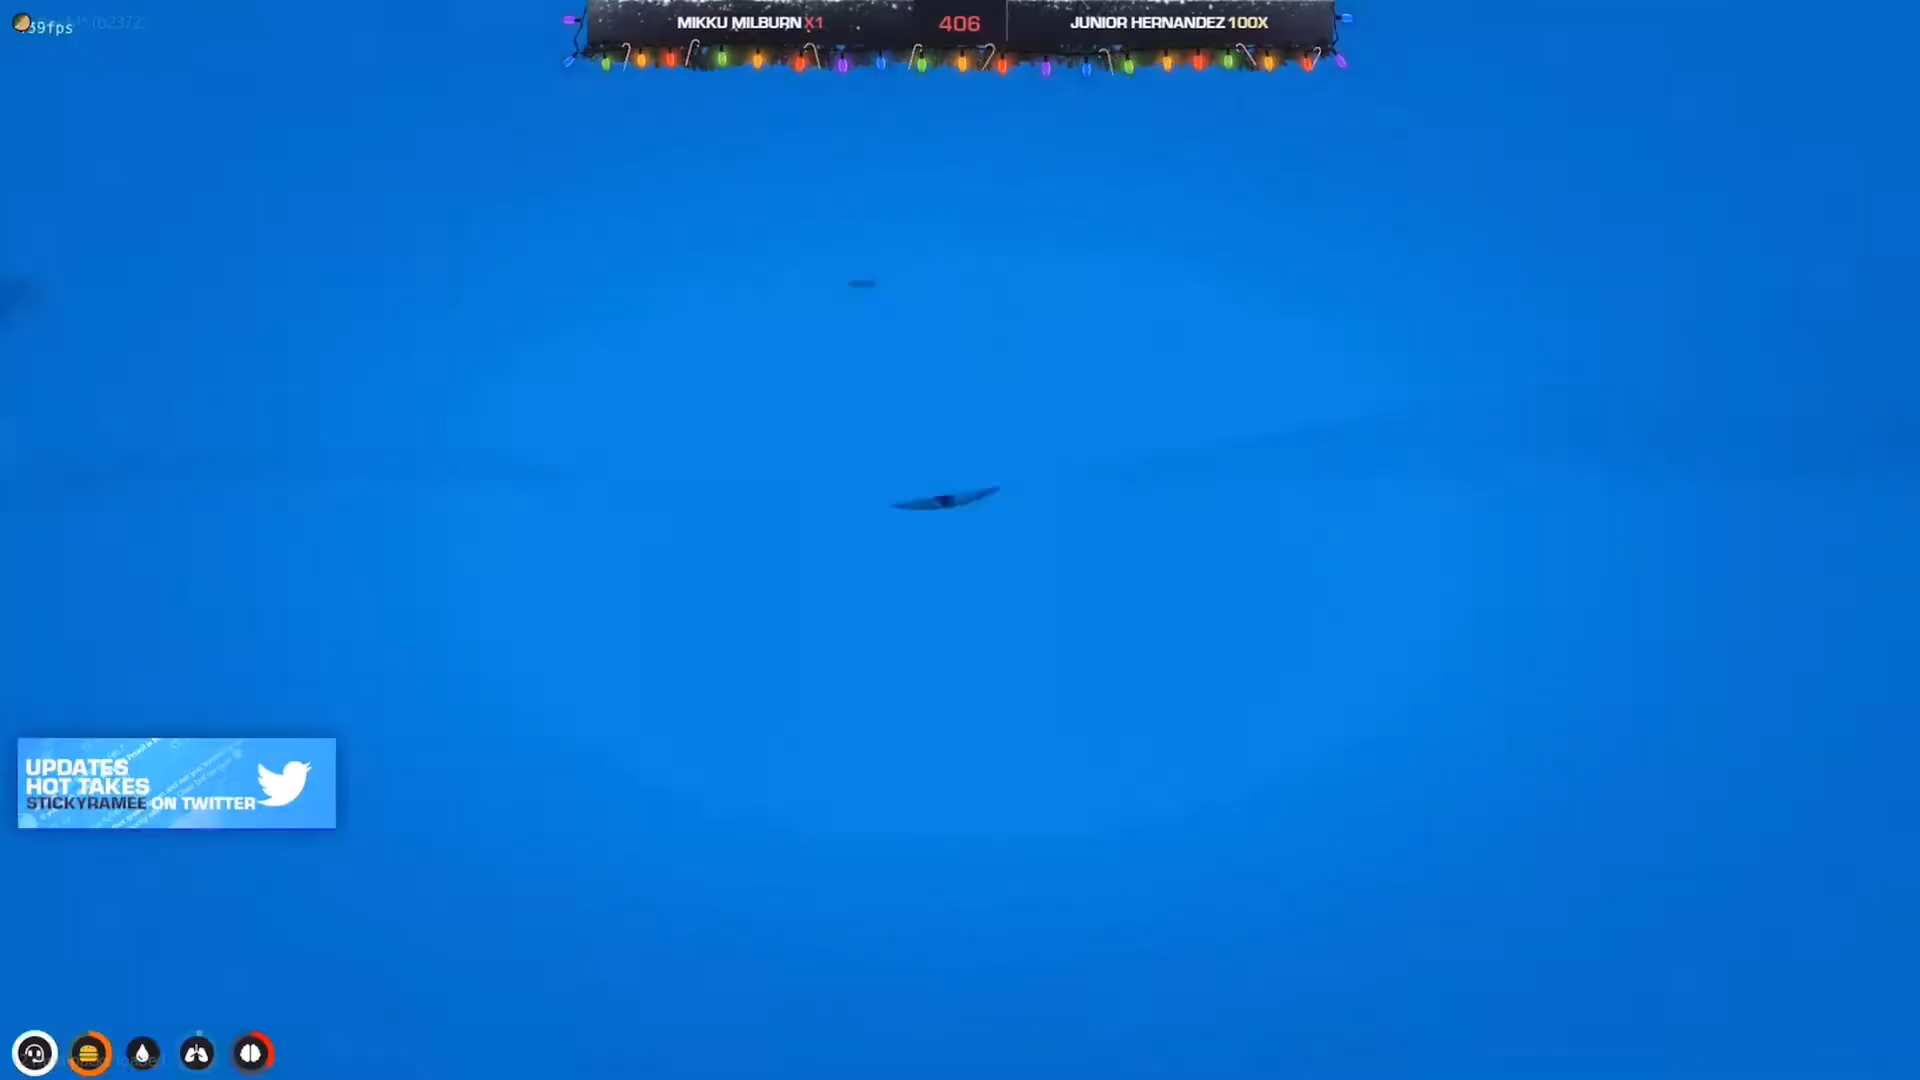 59fps
MIKKU MILBURN X1
406
JUNIOR HERNANDEZ 100X
UPDATES
HOT TAKES
STICKYRAMEE ON TWITTER